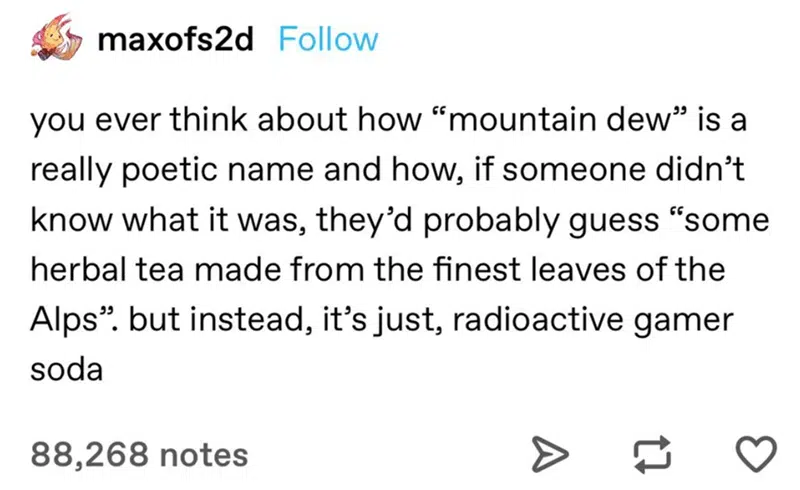 maxofs2d Follow
you ever think about how “mountain dew” is a
really poetic name and how, if someone didn’t
know what it was, they’d probably guess “some
herbal tea made from the finest leaves of the
Alps”. but instead, it’s just, radioactive gamer
soda
88,268 notes